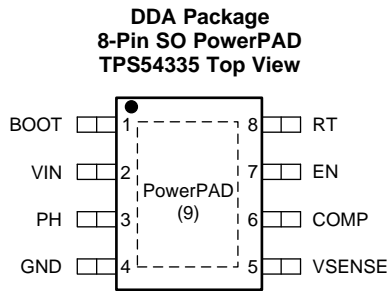 DDA Package
8-Pin SO PowerPAD
TPS54335 Top View
BOOT 1 8 RT
VIN 2 7 EN
PowerPAD
(9)
PH 3 6 COMP
GND 4 5 VSENSE